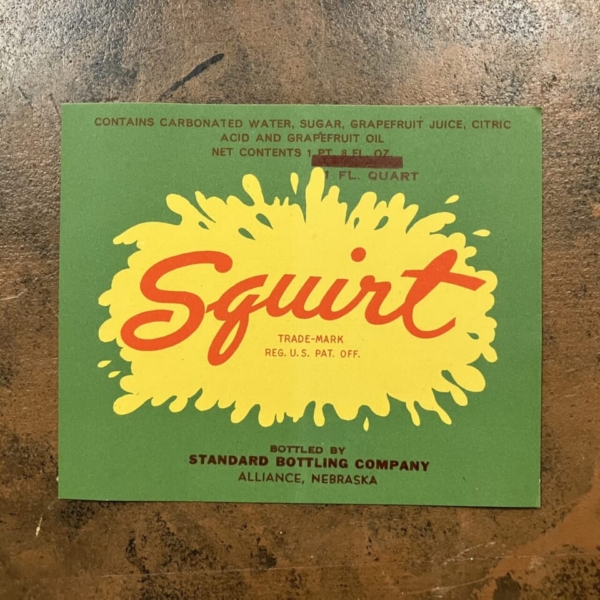 CONTAINS CARBONATED WATER, SUGAR, GRAPEFRUIT JUICE, CITRIC
ACID AND GRAPEFRUIT OIL
NET CONTENTS 1 PT. 8 FL. OZ.
1 FL. QUART
Squirt
TRADE-MARK
REG. U.S. PAT. OFF.
BOTTLED BY
STANDARD BOTTLING COMPANY
ALLIANCE, NEBRASKA